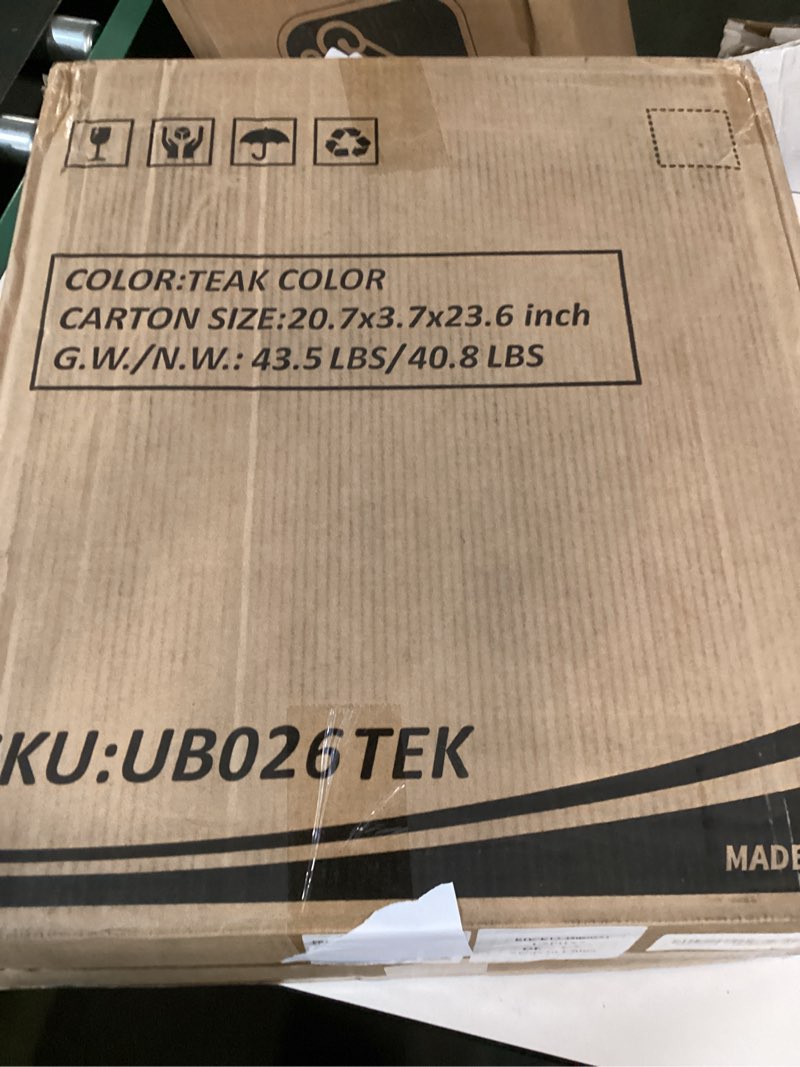 COLOR:TEAK COLOR
CARTON SIZE:20.7x3.7x23.6 inch
G.W./N.W.: 43.5 LBS/40.8 LBS
KU:UB026TEK
MADE